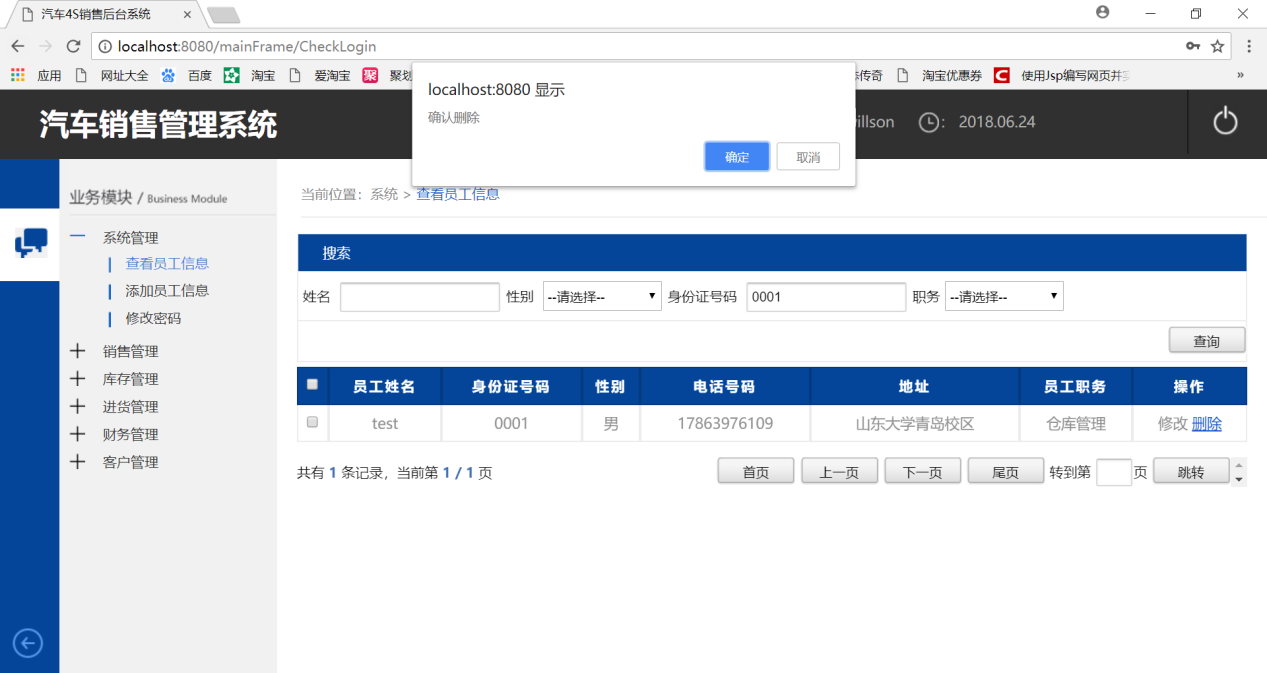 汽车4S销售后台系统
localhost:8080/mainFrame/CheckLogin
应用 网址大全 百度 淘宝 爱淘宝 聚划 传奇 淘宝优惠券 使用Jsp编写网页并 »
localhost:8080 显示
确认删除
确定 取消
汽车销售管理系统
illson : 2018.06.24
业务模块 / Business Module
当前位置：系统 > 查看员工信息
系统管理
查看员工信息
添加员工信息
修改密码
销售管理
库存管理
进货管理
财务管理
客户管理
搜索
姓名 性别 --请选择-- 身份证号码 0001 职务 --请选择--
查询
员工姓名 身份证号码 性别 电话号码 地址 员工职务 操作
test 0001 男 17863976109 山东大学青岛校区 仓库管理 修改 删除
共有 1 条记录，当前第 1 / 1 页 首页 上一页 下一页 尾页 转到第 页 跳转